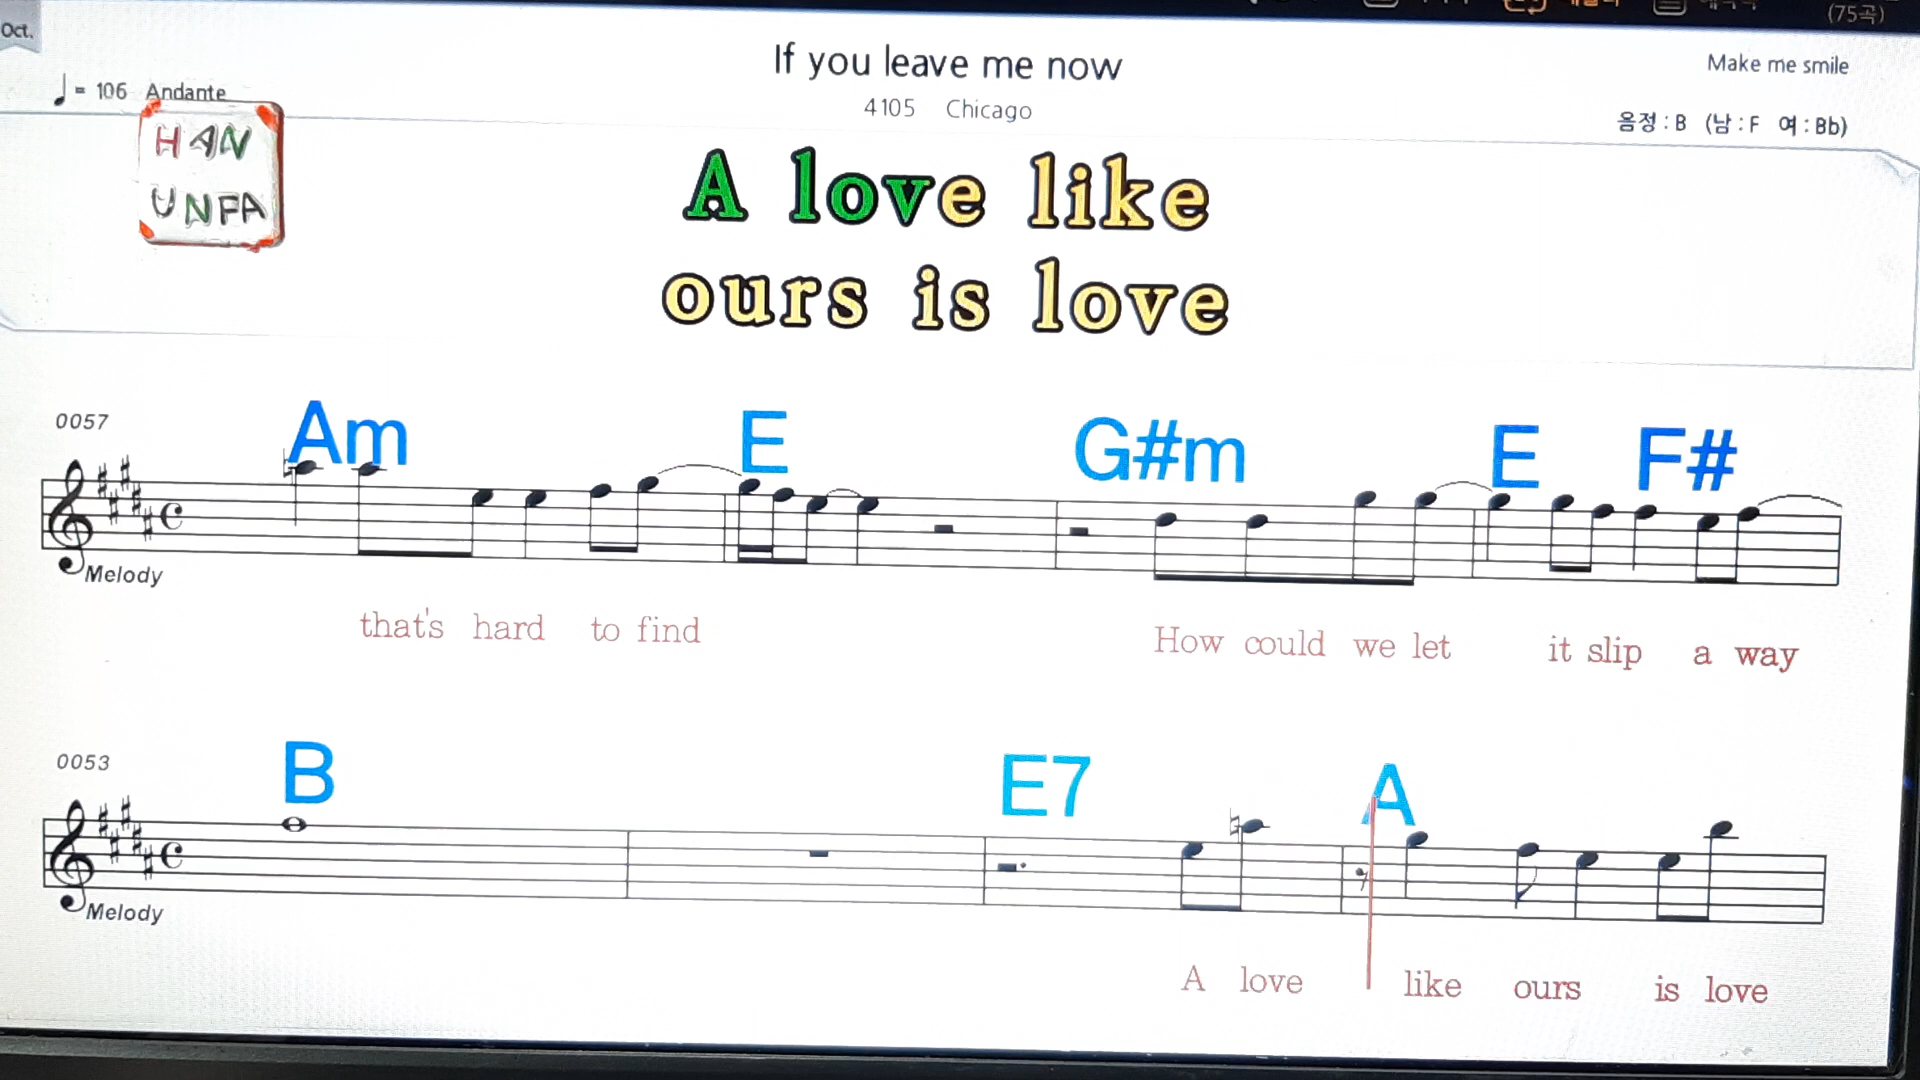 (75곡)
Oct.
If you leave me now
Make me smile
= 106 Andante
4105 Chicago
음정 : B (남 : F 여 : Bb)
HAN
UNFA
A love like
ours is love
0057
Am E G#m E F#
Melody
that's hard to find How could we let it slip a way
0053
B E7 A
Melody
A love like ours is love